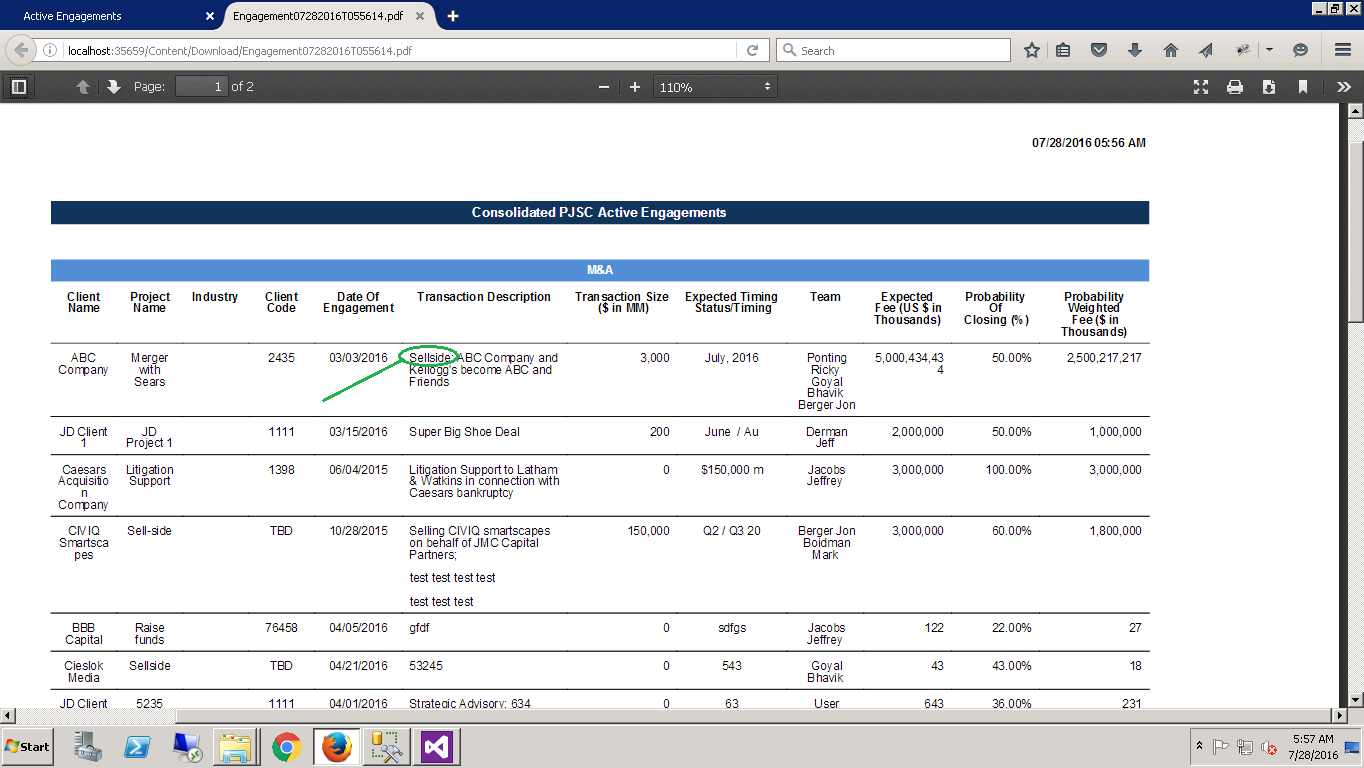 Active Engagements
Engagement07282016T055614.pdf
localhost:35659/Content/Download/Engagement07282016T055614.pdf
Search
Page: 1 of 2
110%
07/28/2016 05:56 AM
Consolidated PJSC Active Engagements
M&A
Client Name Project Name Industry Client Code Date Of Engagement Transaction Description Transaction Size ($ in MM) Expected Timing Status/Timing Team Expected Fee (US $ in Thousands) Probability Of Closing (%) Probability Weighted Fee ($ in Thousands)
ABC Company Merger with Sears 2435 03/03/2016 Sellside: ABC Company and Kellogg's become ABC and Friends 3,000 July, 2016 Ponting Ricky Goyal Bhavik Berger Jon 5,000,434,434 50.00% 2,500,217,217
JD Client 1 JD Project 1 1111 03/15/2016 Super Big Shoe Deal 200 June / Au Derman Jeff 2,000,000 50.00% 1,000,000
Caesars Acquisition Company Litigation Support 1398 06/04/2015 Litigation Support to Latham & Watkins in connection with Caesars bankruptcy 0 $150,000 m Jacobs Jeffrey 3,000,000 100.00% 3,000,000
CIVIQ Smartscapes Sell-side TBD 10/28/2015 Selling CIVIQ smartscapes on behalf of JMC Capital Partners; 150,000 Q2 / Q3 20 Berger Jon Boidman Mark 3,000,000 60.00% 1,800,000
test test test test
test test test
BBB Capital Raise funds 76458 04/05/2016 gfdf 0 sdfgs Jacobs Jeffrey 122 22.00% 27
Cieslok Media Sellside TBD 04/21/2016 53245 0 543 Goyal Bhavik 43 43.00% 18
JD Client 5235 1111 04/01/2016 Strategic Advisory: 634 0 63 User 643 36.00% 231
Start
5:57 AM
7/28/2016